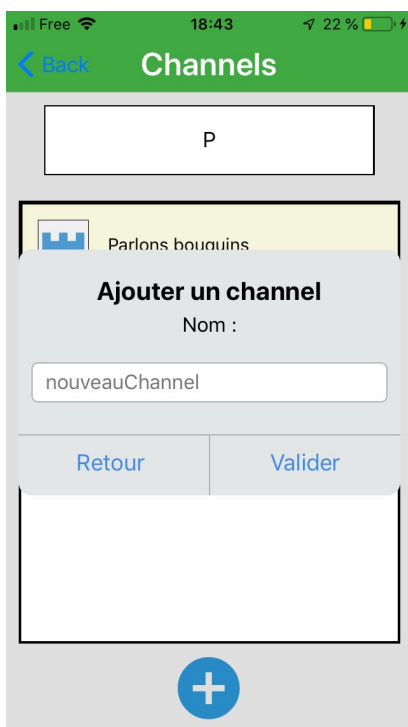 Free 18:43 22 %
Back Channels
P
Parlons bouquins
Ajouter un channel
Nom :
nouveauChannel
Retour Valider